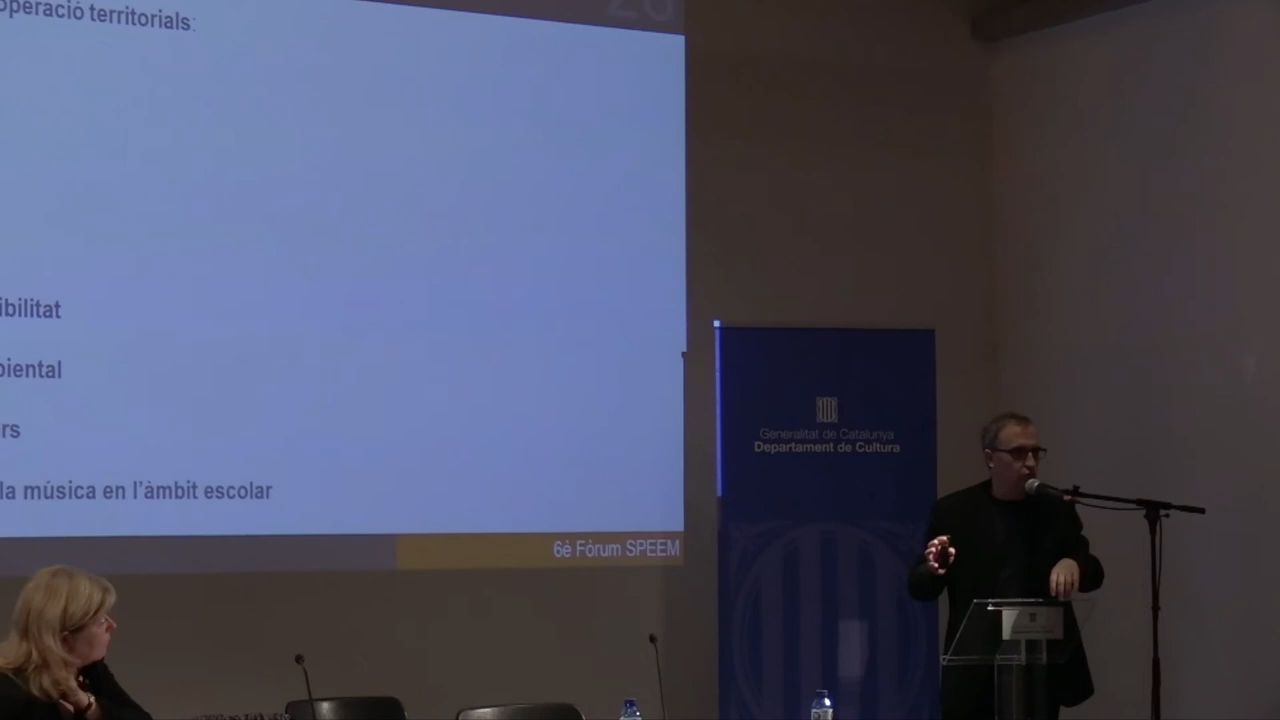 operació territorials:
20
ibilitat
biental
rs
la música en l'àmbit escolar
6è Fòrum SPEEM
Generalitat de Catalunya
Departament de Cultura